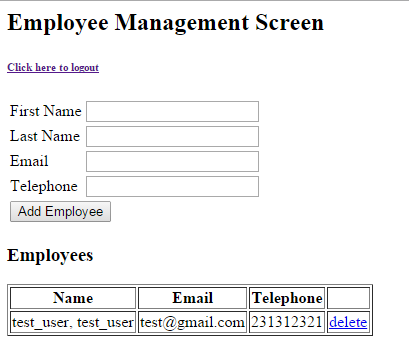 Employee Management Screen
Click here to logout
First Name
Last Name
Email
Telephone
Add Employee
Employees
Name Email Telephone
test_user, test_user test@gmail.com 231312321 delete